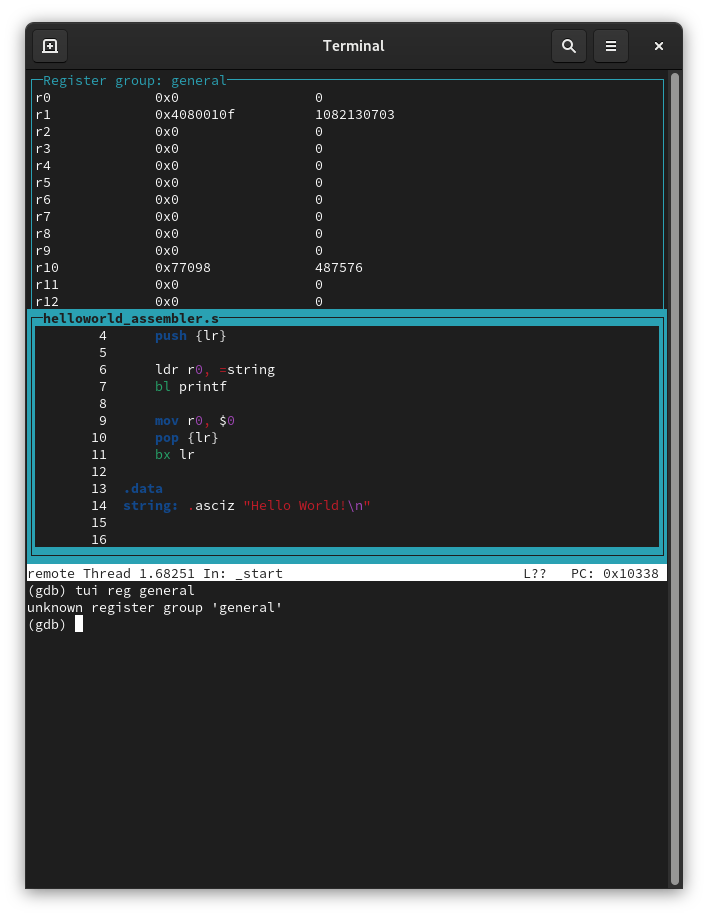 Terminal
Register group: general
r0 0x0 0
r1 0x4080010f 1082130703
r2 0x0 0
r3 0x0 0
r4 0x0 0
r5 0x0 0
r6 0x0 0
r7 0x0 0
r8 0x0 0
r9 0x0 0
r10 0x77098 487576
r11 0x0 0
r12 0x0 0
helloworld_assembler.s
4 push {lr}
5
6 ldr r0, =string
7 bl printf
8
9 mov r0, $0
10 pop {lr}
11 bx lr
12
13 .data
14 string: .asciz "Hello World!\n"
15
16
remote Thread 1.68251 In: _start L?? PC: 0x10338
(gdb) tui reg general
unknown register group 'general'
(gdb)